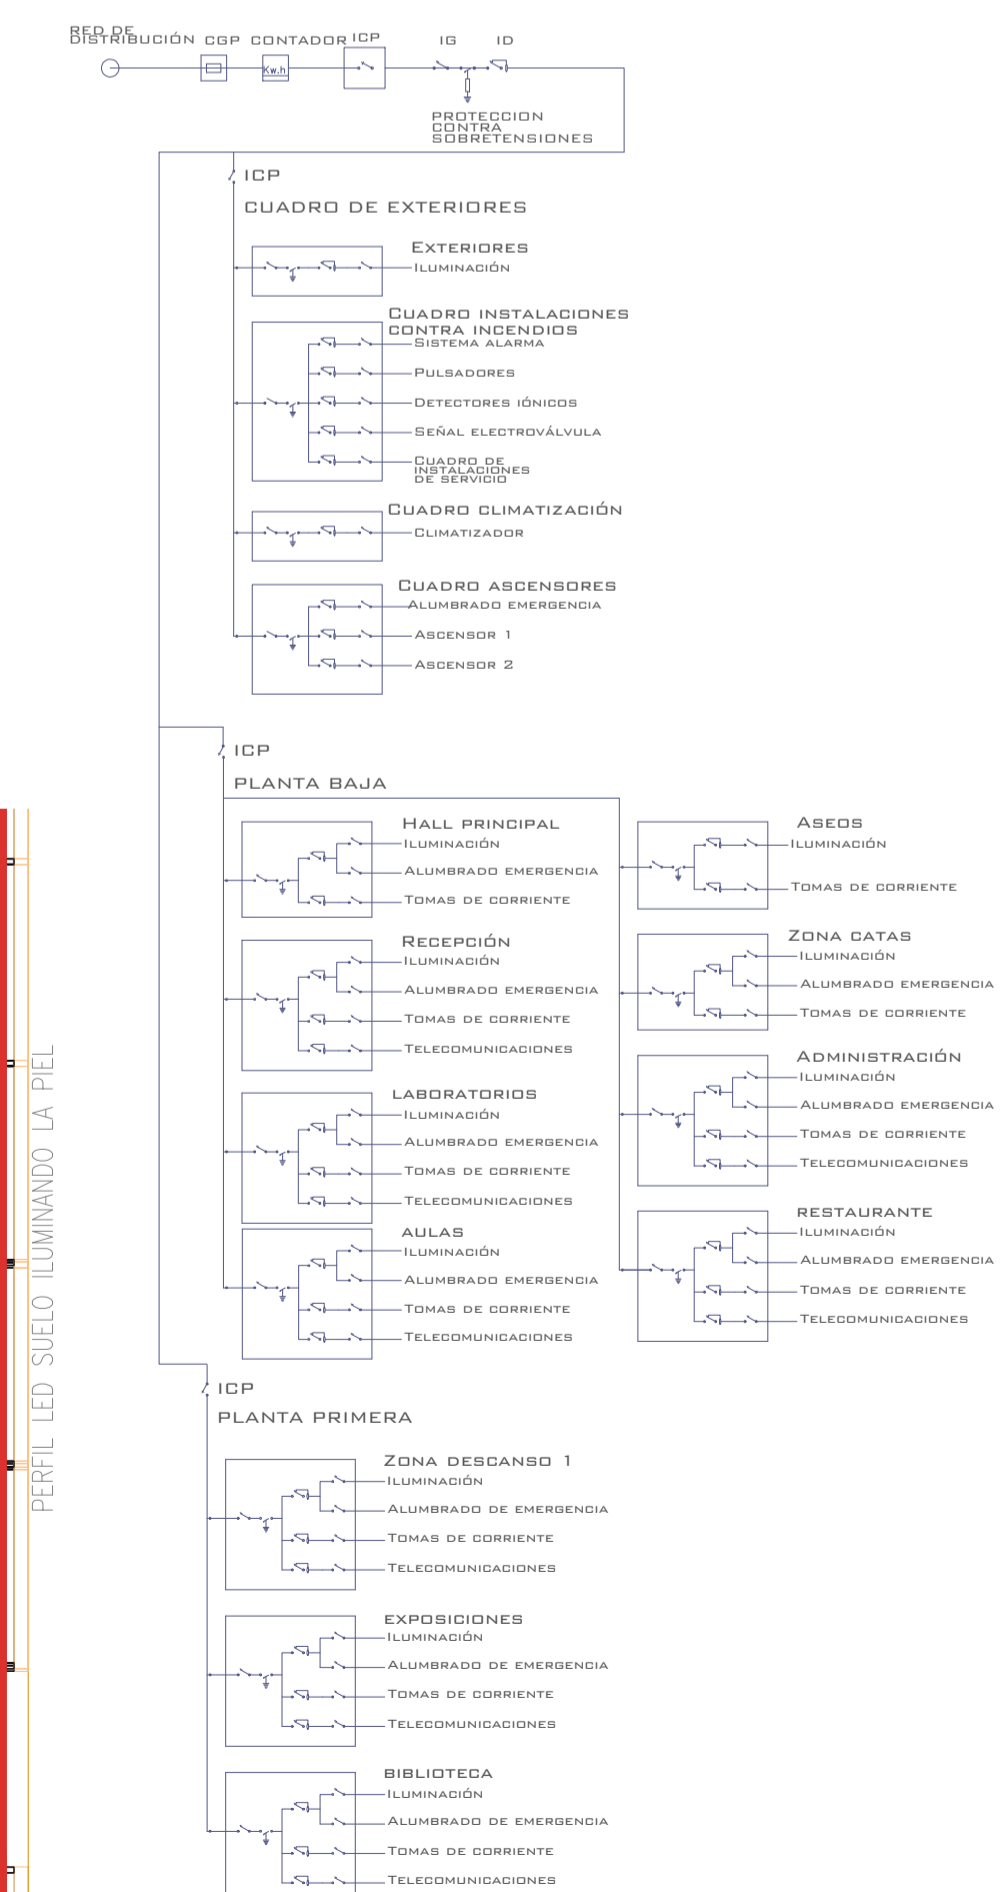 RED DE
DISTRIBUCIÓN
CGP
CONTADOR
ICP
IG
ID
Kw.h
PROTECCION
CONTRA
SOBRETENSIONES
ICP
CUADRO DE EXTERIORES
EXTERIORES
ILUMINACIÓN
CUADRO INSTALACIONES
CONTRA INCENDIOS
SISTEMA ALARMA
PULSADORES
DETECTORES IÓNICOS
SEÑAL ELECTROVÁLVULA
CUADRO DE
INSTALACIONES
DE SERVICIO
CUADRO CLIMATIZACIÓN
CLIMATIZADOR
CUADRO ASCENSORES
ALUMBRADO EMERGENCIA
ASCENSOR 1
ASCENSOR 2
ICP
PLANTA BAJA
HALL PRINCIPAL
ILUMINACIÓN
ALUMBRADO EMERGENCIA
TOMAS DE CORRIENTE
RECEPCIÓN
ILUMINACIÓN
ALUMBRADO EMERGENCIA
TOMAS DE CORRIENTE
TELECOMUNICACIONES
LABORATORIOS
ILUMINACIÓN
ALUMBRADO EMERGENCIA
TOMAS DE CORRIENTE
TELECOMUNICACIONES
AULAS
ILUMINACIÓN
ALUMBRADO EMERGENCIA
TOMAS DE CORRIENTE
TELECOMUNICACIONES
ASEOS
ILUMINACIÓN
TOMAS DE CORRIENTE
ZONA CATAS
ILUMINACIÓN
ALUMBRADO EMERGENCIA
TOMAS DE CORRIENTE
ADMINISTRACIÓN
ILUMINACIÓN
ALUMBRADO EMERGENCIA
TOMAS DE CORRIENTE
TELECOMUNICACIONES
RESTAURANTE
ILUMINACIÓN
ALUMBRADO EMERGENCIA
TOMAS DE CORRIENTE
TELECOMUNICACIONES
ICP
PLANTA PRIMERA
ZONA DESCANSO 1
ILUMINACIÓN
ALUMBRADO DE EMERGENCIA
TOMAS DE CORRIENTE
TELECOMUNICACIONES
EXPOSICIONES
ILUMINACIÓN
ALUMBRADO DE EMERGENCIA
TOMAS DE CORRIENTE
TELECOMUNICACIONES
BIBLIOTECA
ILUMINACIÓN
ALUMBRADO DE EMERGENCIA
TOMAS DE CORRIENTE
TELECOMUNICACIONES
PERFIL LED SUELO ILUMINANDO LA PIEL